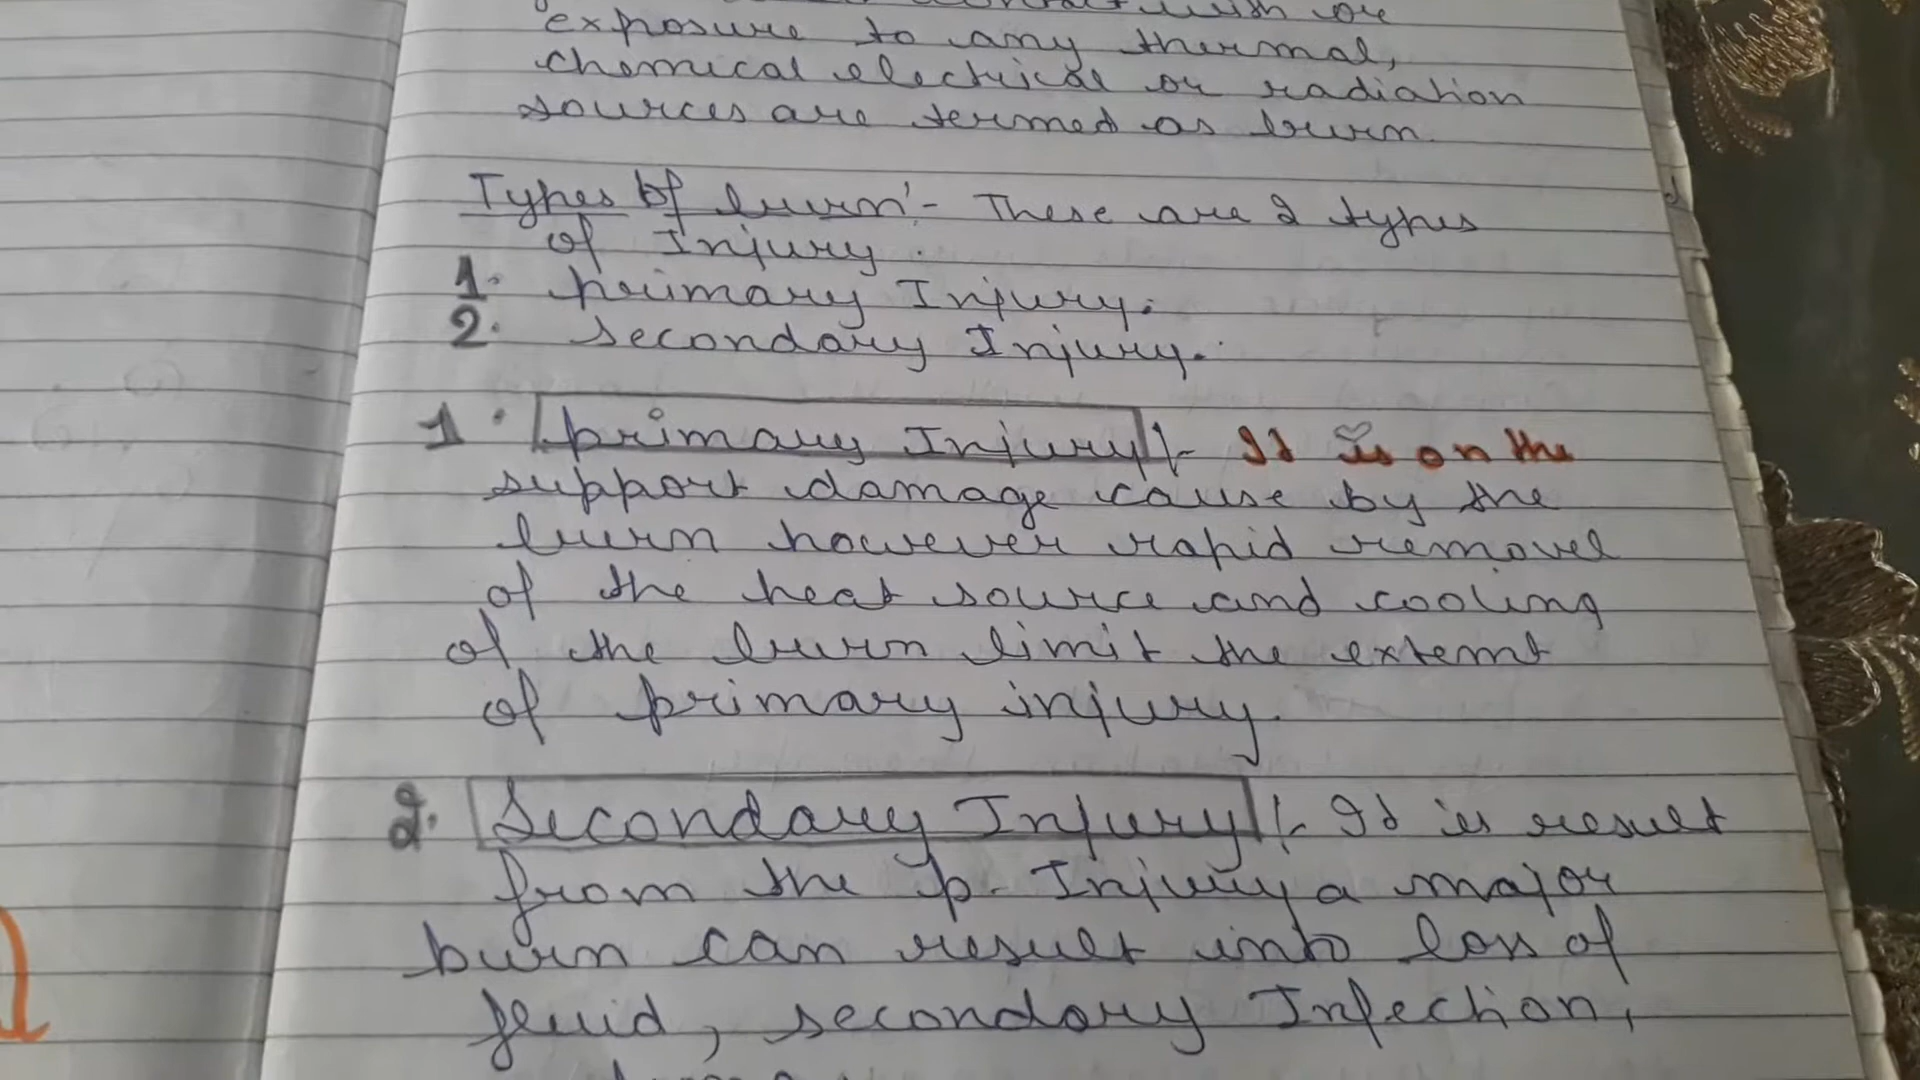 with or
exposure to any thermal,
chemical electrical or radiation
sources are termed as burn
Types of burn:- These are 2 types
of Injury.
1. primary Injury.
2. secondary Injury.
1. primary Injury :- It is on the
support damage cause by the
burn however rapid removel
of the heat source and cooling
of the burn limit the extemt
of primary injury.
2. Secondary Injury :- It is result
from the p. Injury a major
burn can result into loss of
fluid, secondary Infection,